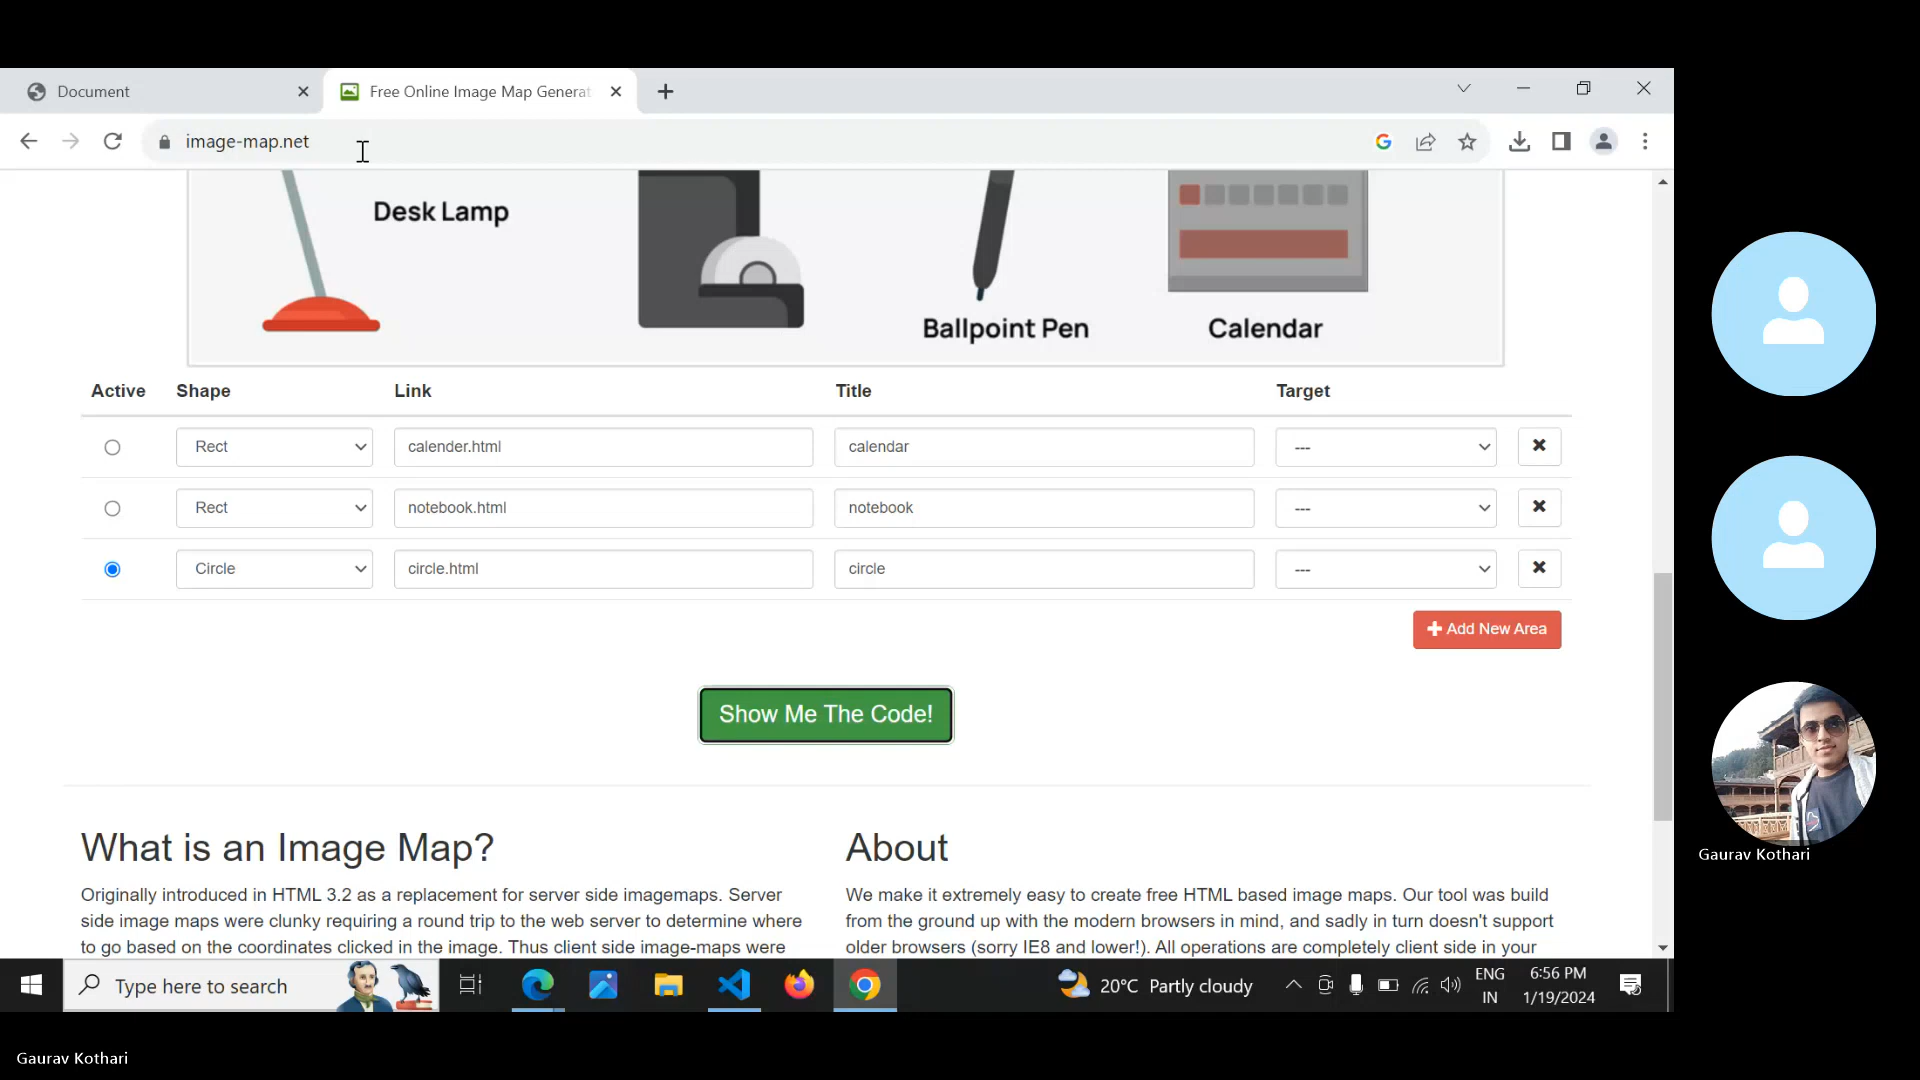 Document
Free Online Image Map Generat
image-map.net
Desk Lamp
Ballpoint Pen
Calendar
Active
Shape
Link
Title
Target
Rect
calender.html
calendar
---
Rect
notebook.html
notebook
---
Circle
circle.html
circle
---
Add New Area
Show Me The Code!
What is an Image Map?
Originally introduced in HTML 3.2 as a replacement for server side imagemaps. Server
side image maps were clunky requiring a round trip to the web server to determine where
to go based on the coordinates clicked in the image. Thus client side image-maps were
About
We make it extremely easy to create free HTML based image maps. Our tool was build
from the ground up with the modern browsers in mind, and sadly in turn doesn't support
older browsers (sorry IE8 and lower!). All operations are completely client side in your
Type here to search
20°C Partly cloudy
ENG
IN
6:56 PM
1/19/2024
Gaurav Kothari
Gaurav Kothari